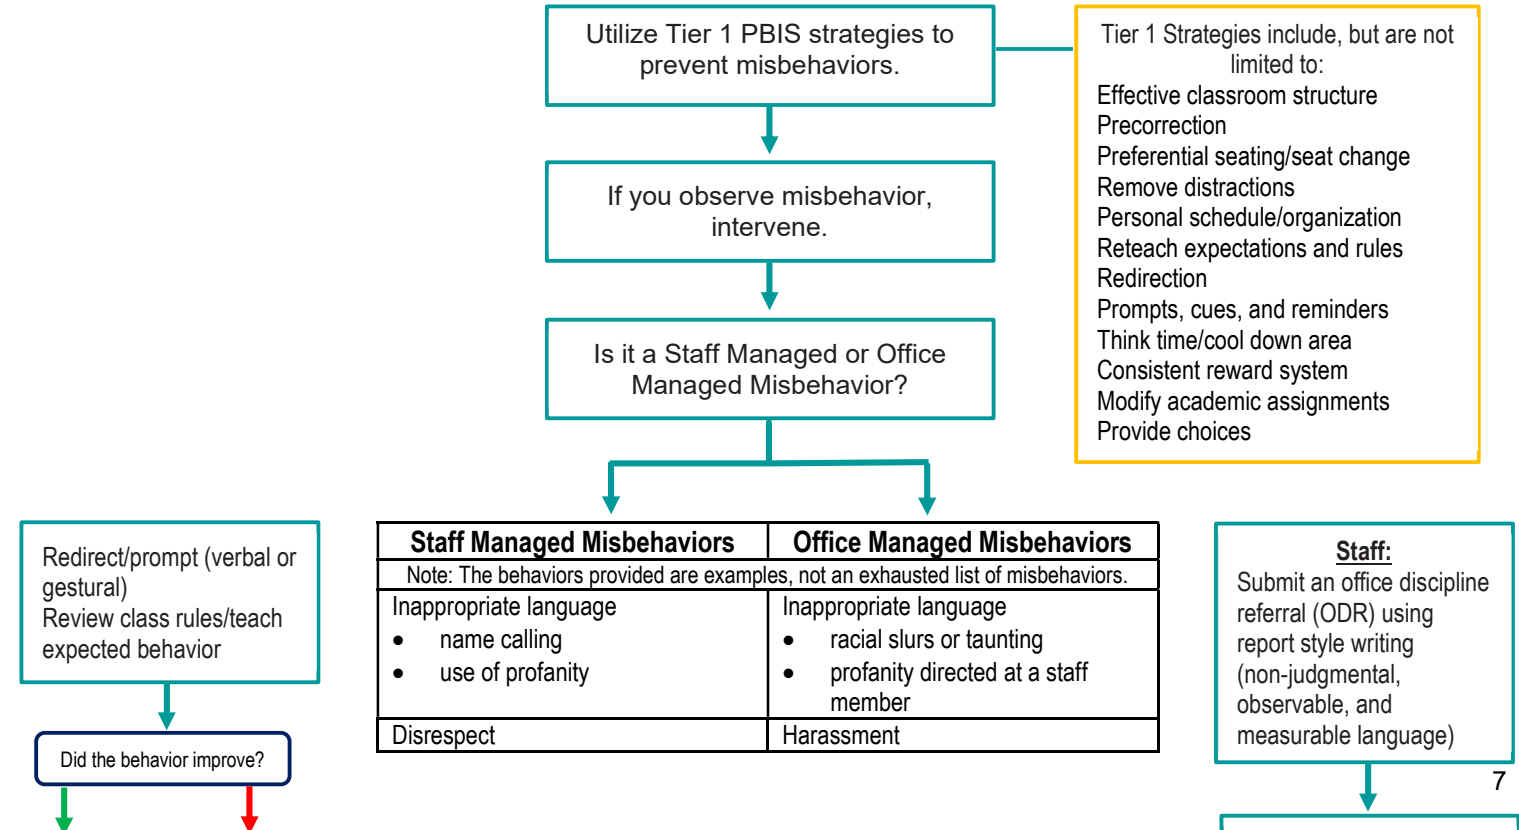 Utilize Tier 1 PBIS strategies to
prevent misbehaviors.
Tier 1 Strategies include, but are not
limited to:
Effective classroom structure
Precorrection
Preferential seating/seat change
Remove distractions
Personal schedule/organization
Reteach expectations and rules
Redirection
Prompts, cues, and reminders
Think time/cool down area
Consistent reward system
Modify academic assignments
Provide choices
If you observe misbehavior,
intervene.
Is it a Staff Managed or Office
Managed Misbehavior?
Redirect/prompt (verbal or
gestural)
Review class rules/teach
expected behavior
Did the behavior improve?
Staff Managed Misbehaviors
Office Managed Misbehaviors
Note: The behaviors provided are examples, not an exhausted list of misbehaviors.
Inappropriate language
• name calling
• use of profanity
Inappropriate language
• racial slurs or taunting
• profanity directed at a staff
member
Disrespect
Harassment
Staff:
Submit an office discipline
referral (ODR) using
report style writing
(non-judgmental,
observable, and
measurable language)
7